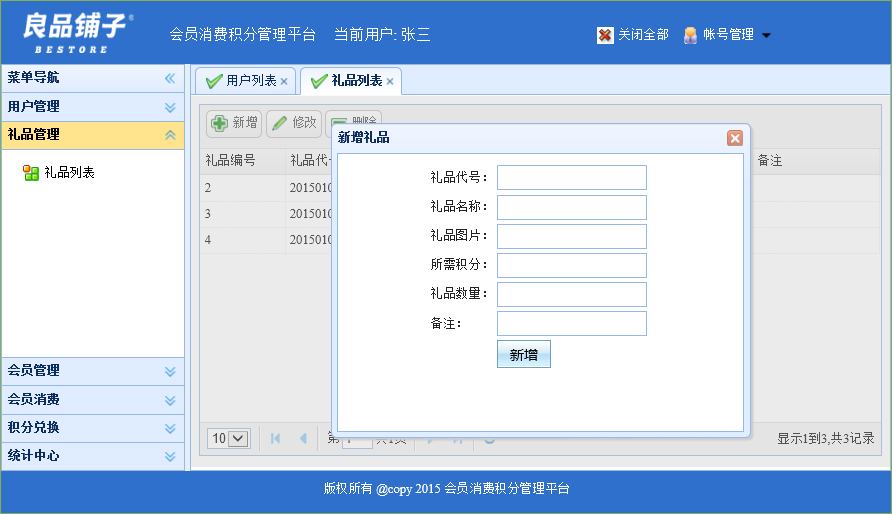 良品铺子®
BESTORE
会员消费积分管理平台 当前用户: 张三
关闭全部 帐号管理
菜单导航
用户管理
礼品管理
礼品列表
会员管理
会员消费
积分兑换
统计中心
用户列表
礼品列表
新增 修改 删除
礼品编号 礼品代 备注
2 2015010
3 2015010
4 2015010
新增礼品
礼品代号：
礼品名称：
礼品图片：
所需积分：
礼品数量：
备注：
新增
10 第 共1页 显示1到3,共3记录
版权所有 @copy 2015 会员消费积分管理平台